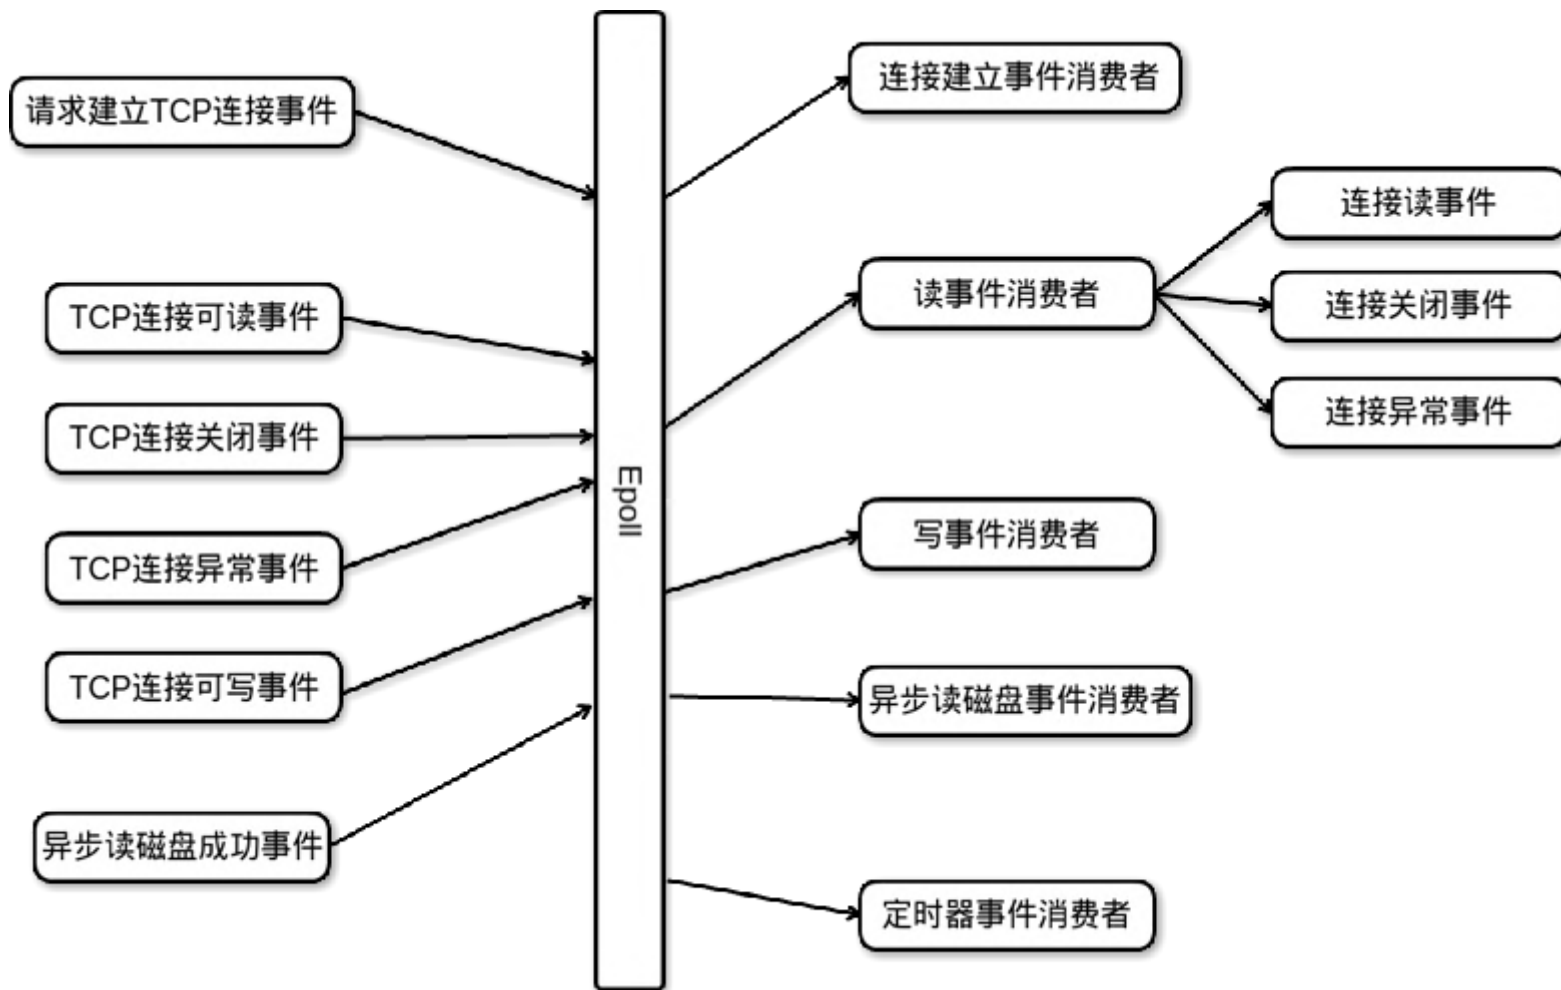 请求建立TCP连接事件
TCP连接可读事件
TCP连接关闭事件
TCP连接异常事件
TCP连接可写事件
异步读磁盘成功事件
Epoll
连接建立事件消费者
读事件消费者
写事件消费者
异步读磁盘事件消费者
定时器事件消费者
连接读事件
连接关闭事件
连接异常事件